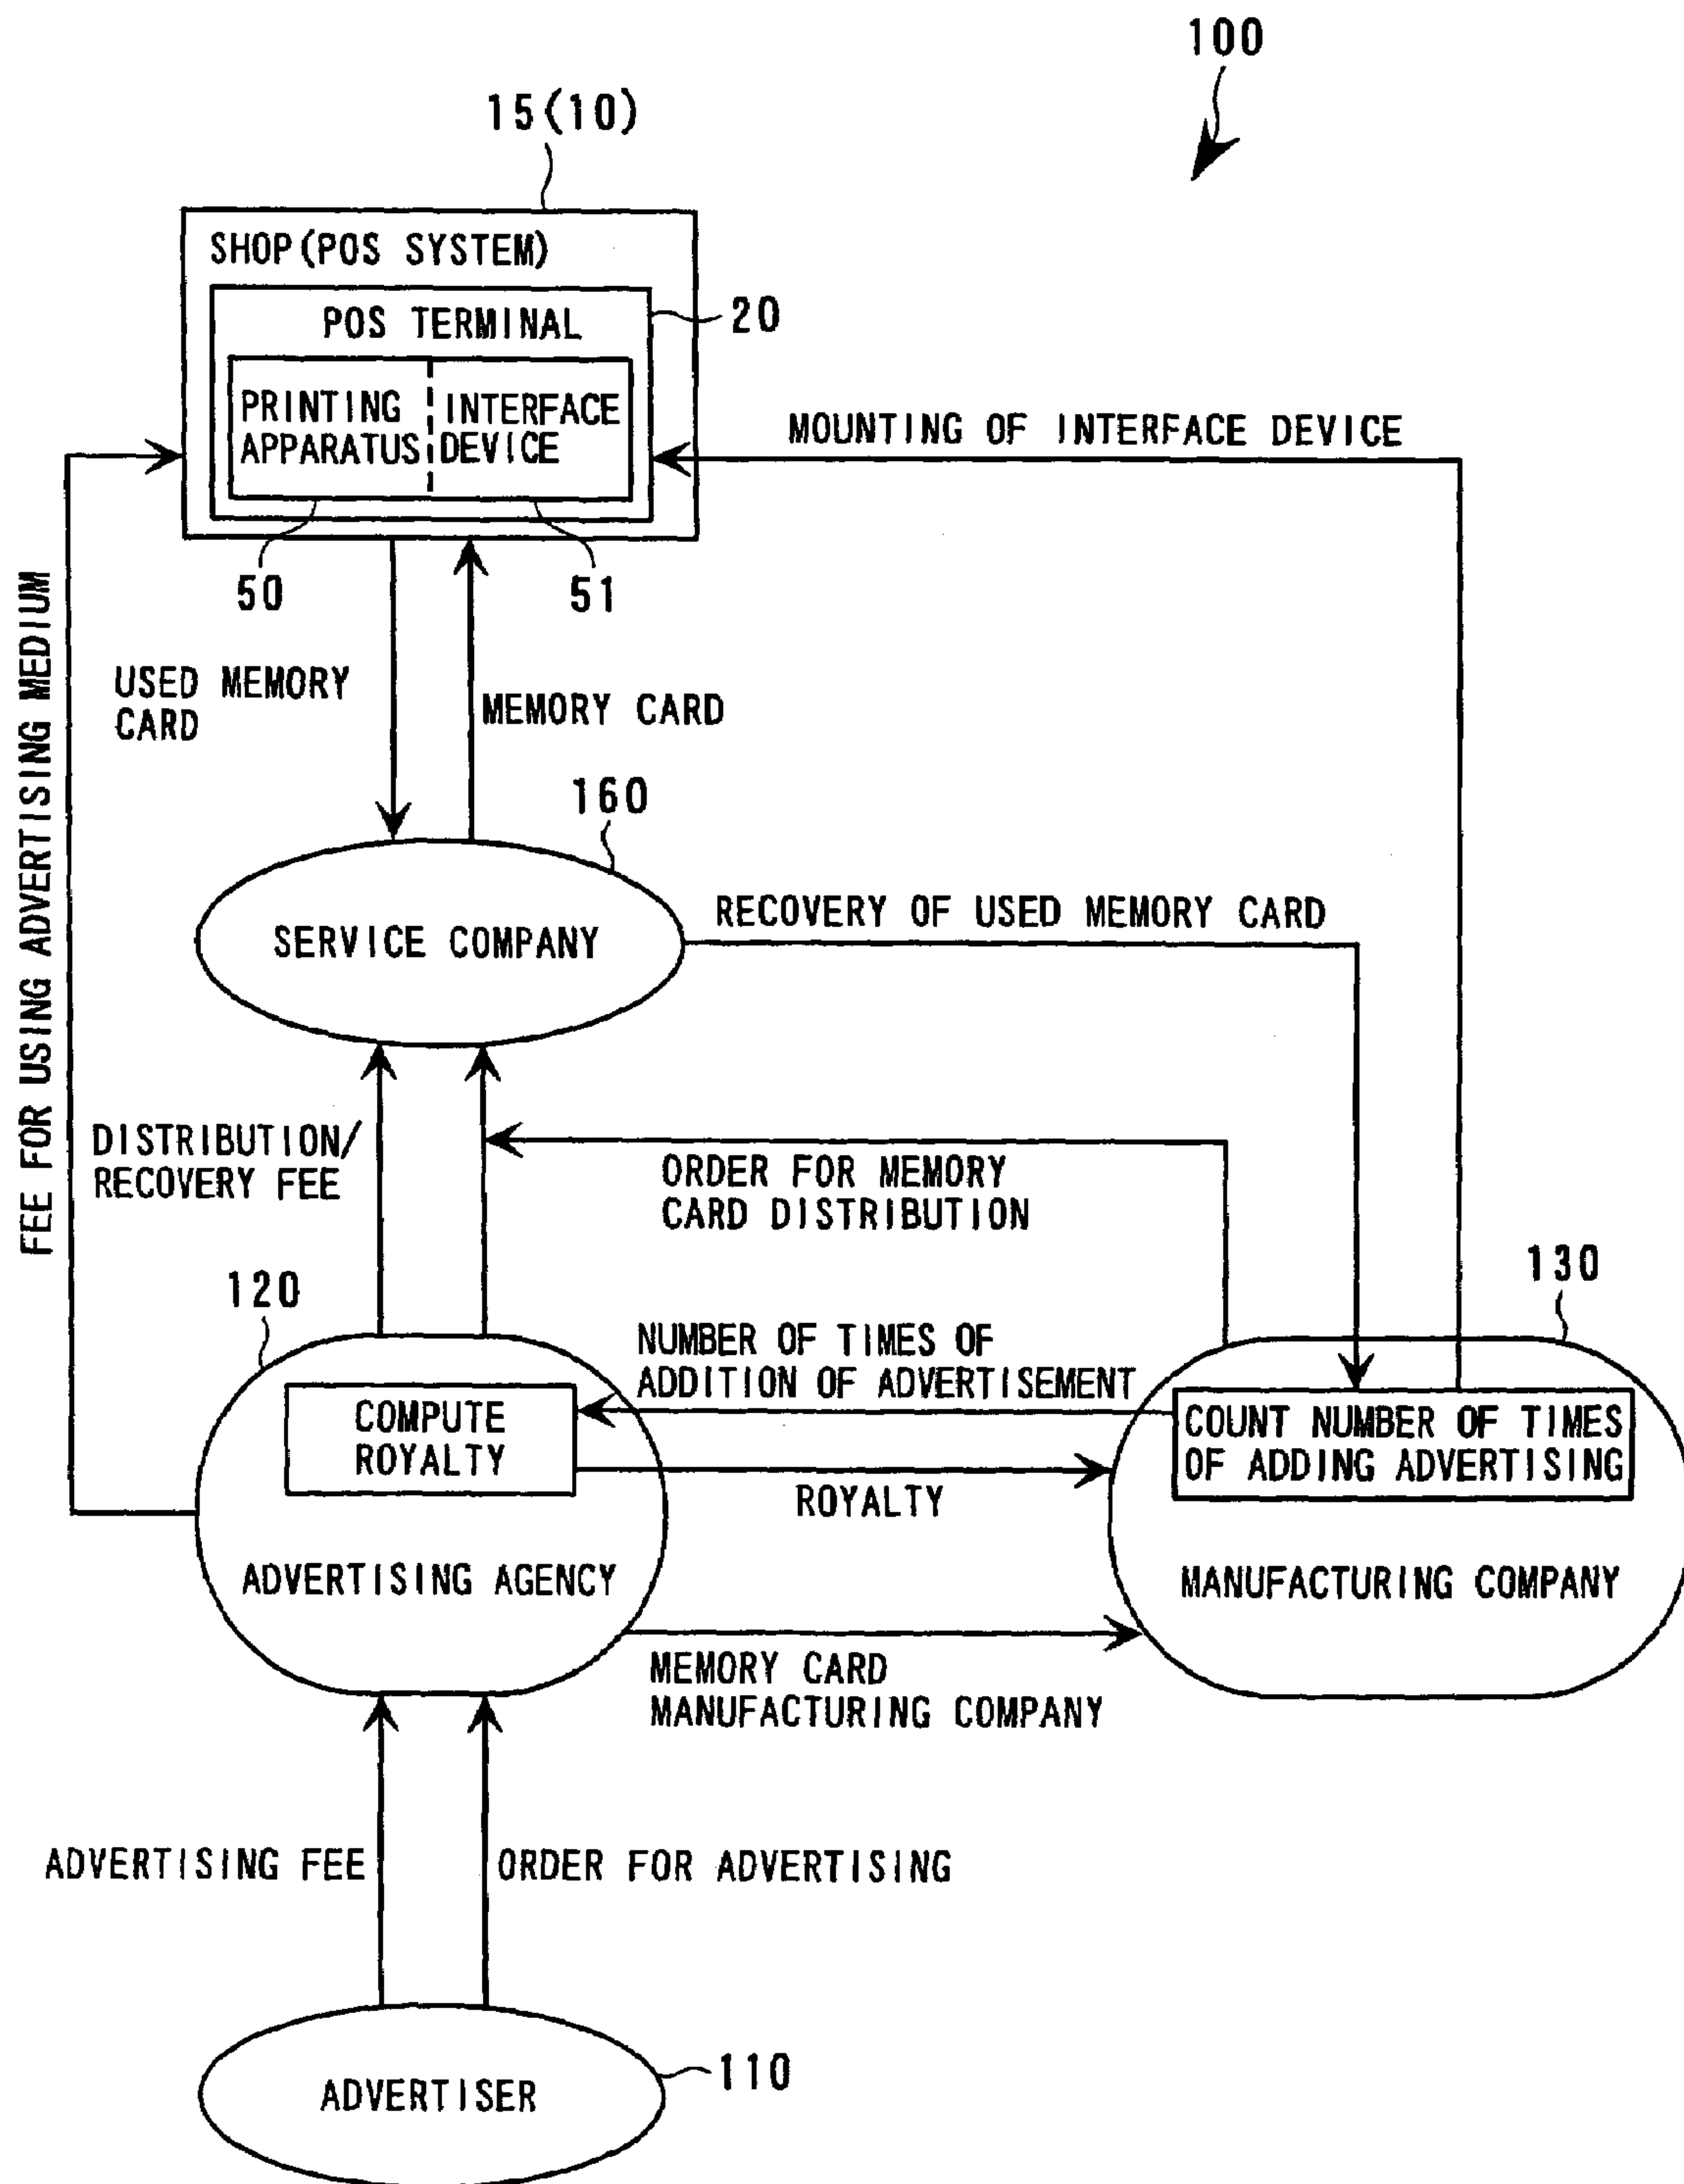 100
15(10)
SHOP(POS SYSTEM)
POS TERMINAL
20
PRINTING
APPARATUS
INTERFACE
DEVICE
MOUNTING OF INTERFACE DEVICE
50
51
FEE FOR USING ADVERTISING MEDIUM
USED MEMORY
CARD
MEMORY CARD
160
SERVICE COMPANY
RECOVERY OF USED MEMORY CARD
DISTRIBUTION/
RECOVERY FEE
ORDER FOR MEMORY
CARD DISTRIBUTION
120
130
NUMBER OF TIMES OF
ADDITION OF ADVERTISEMENT
COMPUTE
ROYALTY
COUNT NUMBER OF TIMES
OF ADDING ADVERTISING
ROYALTY
ADVERTISING AGENCY
MANUFACTURING COMPANY
MEMORY CARD
MANUFACTURING COMPANY
ADVERTISING FEE
ORDER FOR ADVERTISING
ADVERTISER
110